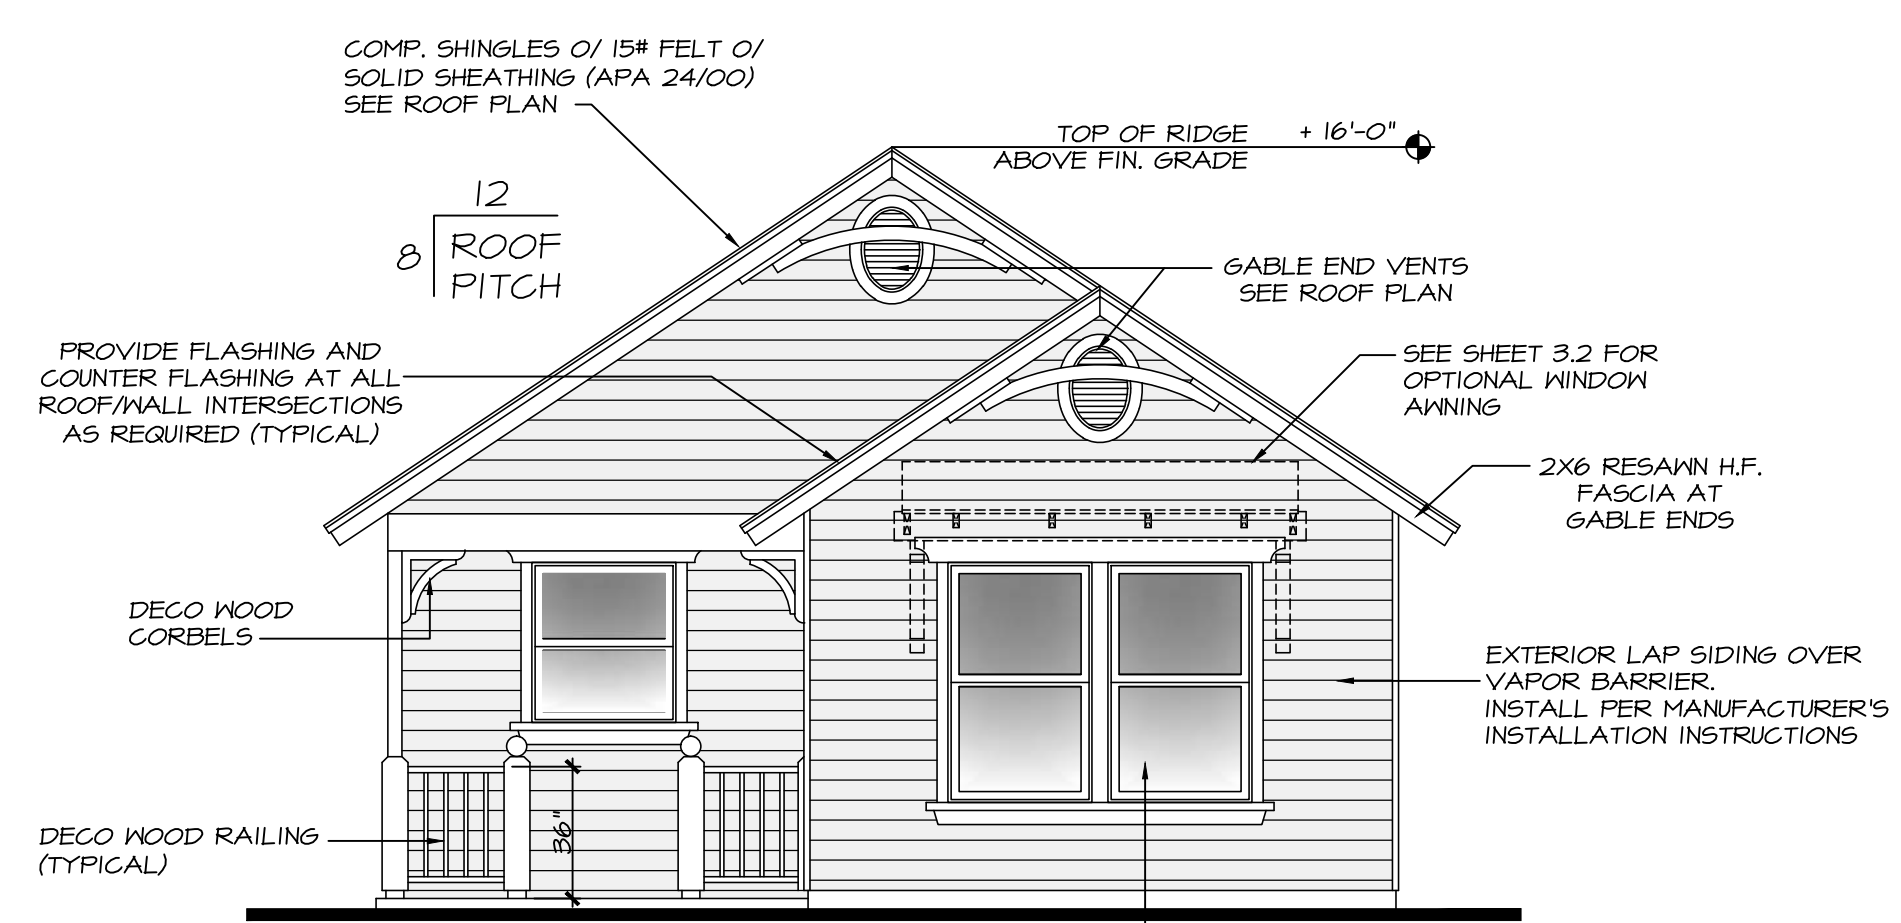 COMP. SHINGLES O/ 15# FELT O/
SOLID SHEATHING (APA 24/00)
SEE ROOF PLAN
TOP OF RIDGE + 16'-0"
ABOVE FIN. GRADE
12
8 ROOF
PITCH
GABLE END VENTS
SEE ROOF PLAN
PROVIDE FLASHING AND
COUNTER FLASHING AT ALL
ROOF/WALL INTERSECTIONS
AS REQUIRED (TYPICAL)
SEE SHEET 3.2 FOR
OPTIONAL WINDOW
AWNING
2X6 RESAWN H.F.
FASCIA AT
GABLE ENDS
DECO WOOD
CORBELS
EXTERIOR LAP SIDING OVER
VAPOR BARRIER.
INSTALL PER MANUFACTURER'S
INSTALLATION INSTRUCTIONS
DECO WOOD RAILING
(TYPICAL)
36"